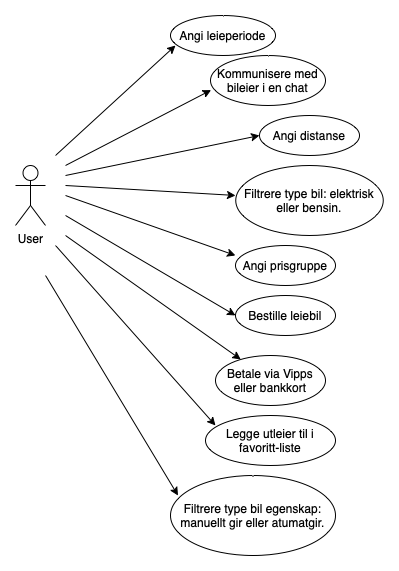 Angi leieperiode
Kommunisere med
bileier i en chat
Angi distanse
Filtrere type bil: elektrisk
eller bensin.
User
Angi prisgruppe
Bestille leiebil
Betale via Vipps
eller bankkort
Legge utleier til i
favoritt-liste
Filtrere type bil egenskap:
manuellt gir eller atumatgir.